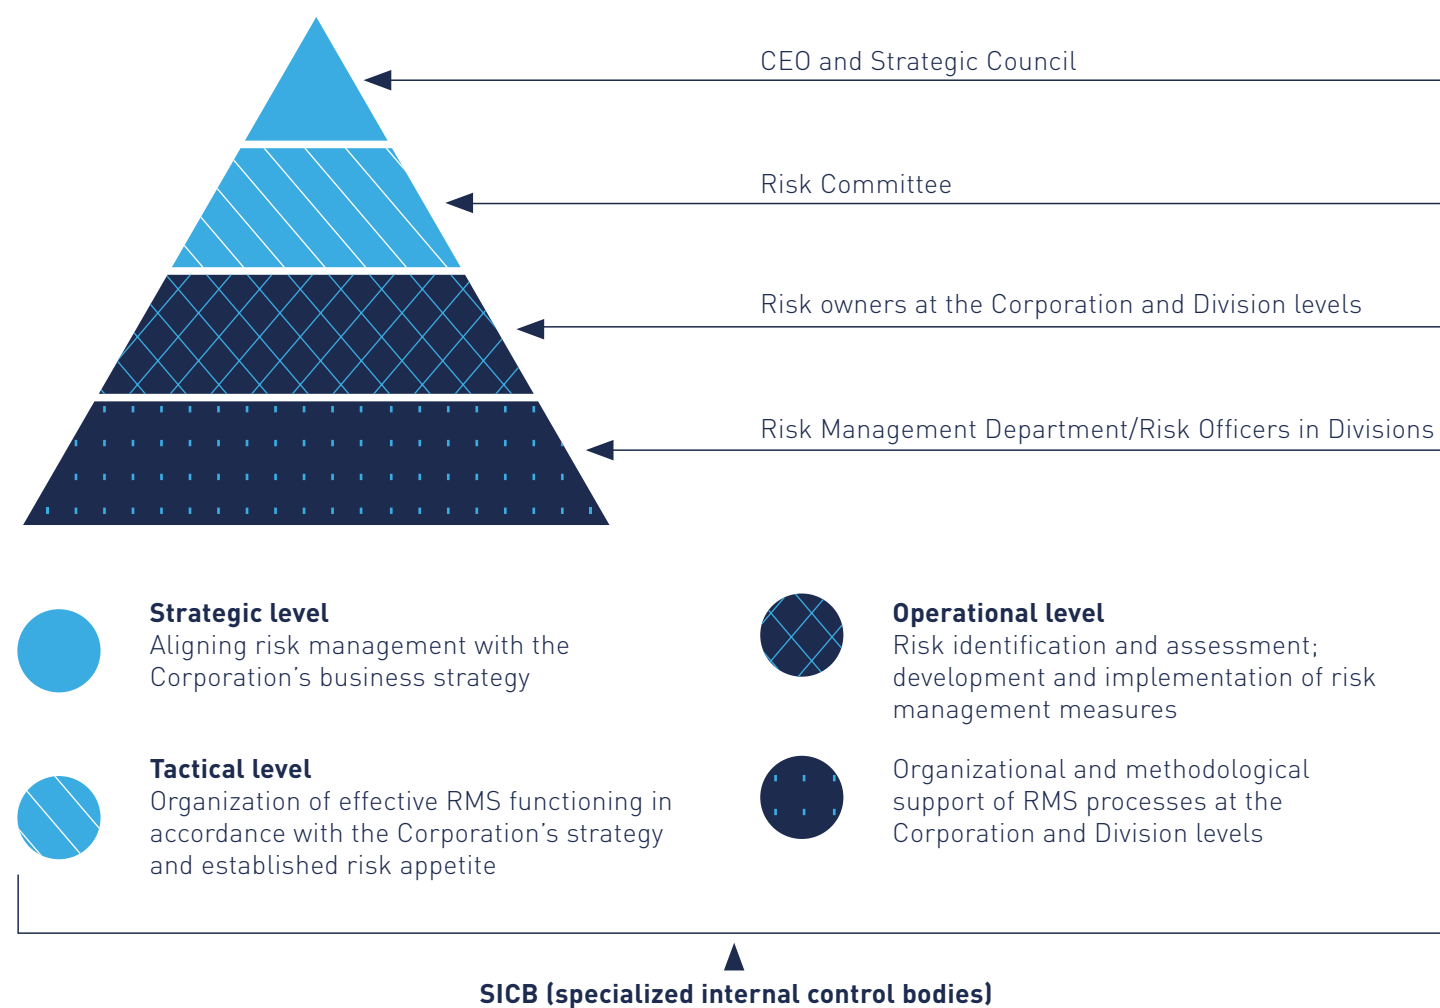 CEO and Strategic Council
Risk Committee
Risk owners at the Corporation and Division levels
Risk Management Department/Risk Officers in Divisions
Strategic level
Aligning risk management with the
Corporation’s business strategy
Tactical level
Organization of effective RMS functioning in
accordance with the Corporation’s strategy
and established risk appetite
Operational level
Risk identification and assessment;
development and implementation of risk
management measures
Organizational and methodological
support of RMS processes at the
Corporation and Division levels
SICB (specialized internal control bodies)